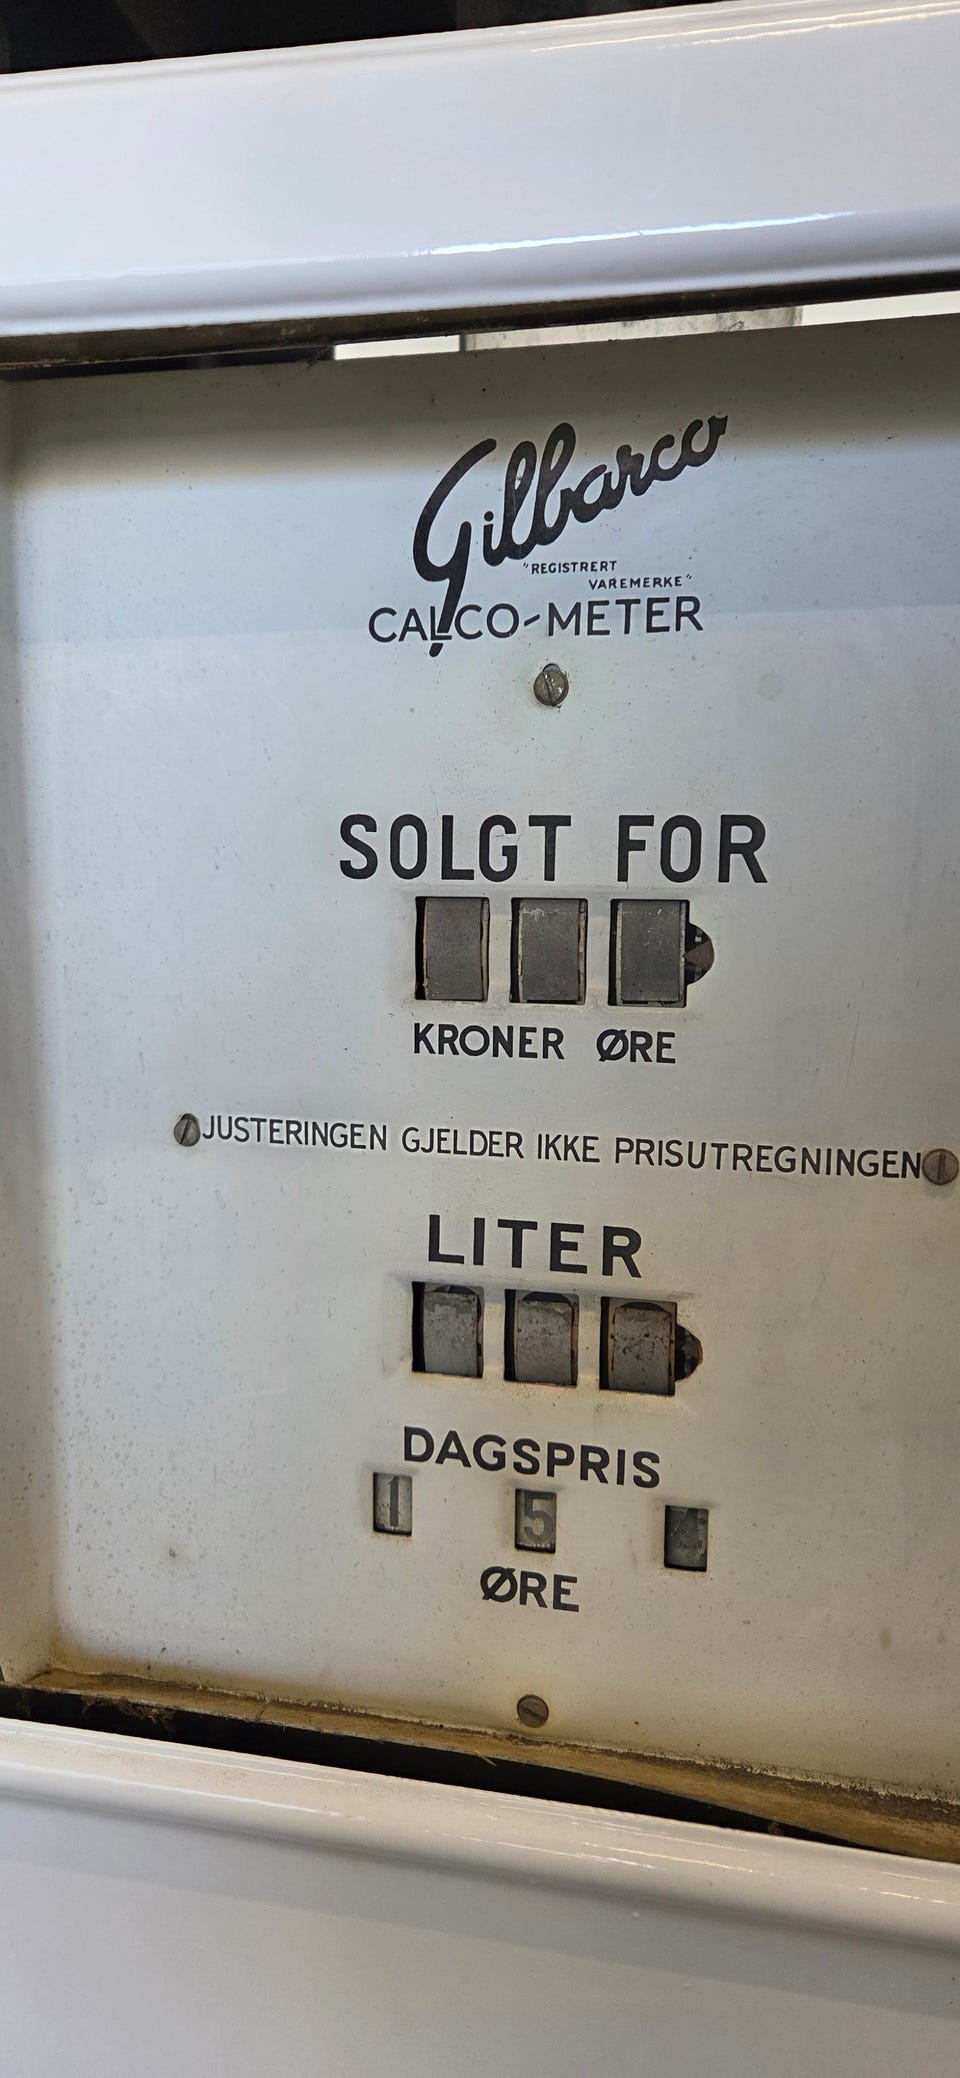 Gilbarco
"REGISTRERT
VAREMERKE"
CALCO-METER
SOLGT FOR
KRONER ØRE
JUSTERINGEN GJELDER IKKE PRISUTREGNINGEN
LITER
DAGSPRIS
1 5
ØRE